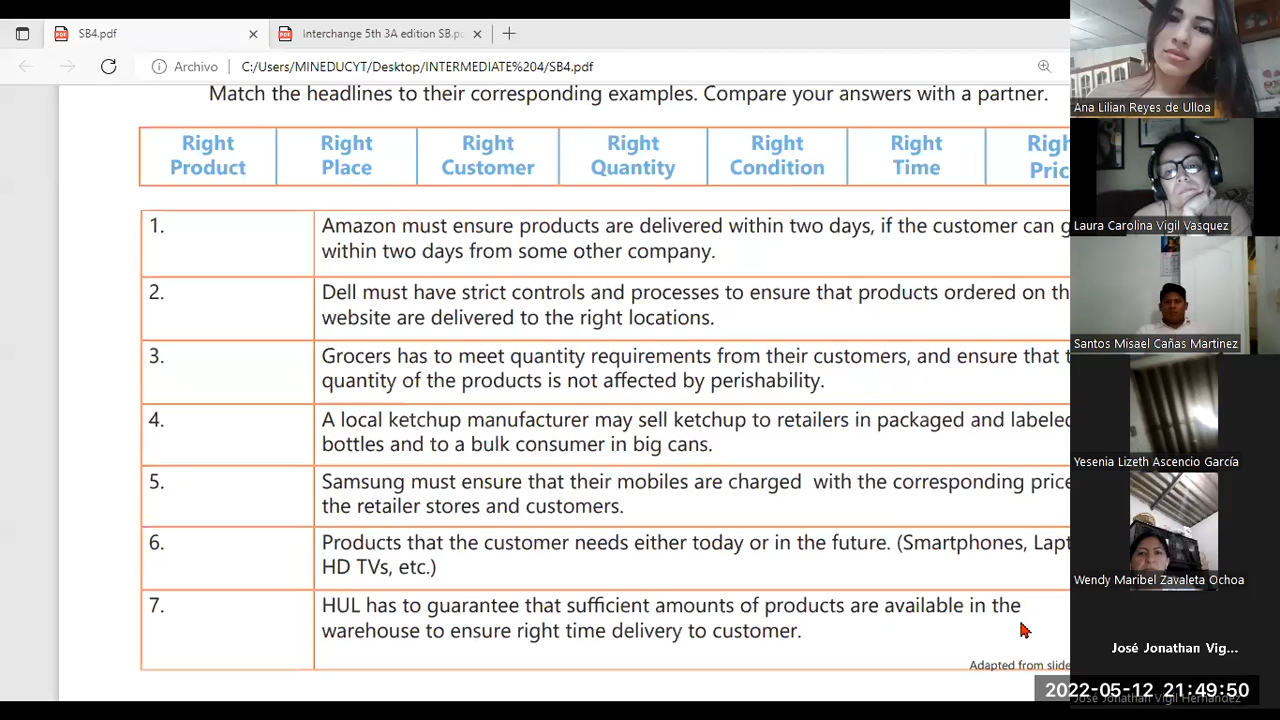 SB4.pdf
Interchange 5th 3A edition SB.pc
Archivo C:/Users/MINEDUCYT/Desktop/INTERMEDIATE%204/SB4.pdf
Match the headlines to their corresponding examples. Compare your answers with a partner.
Right Product
Right Place
Right Customer
Right Quantity
Right Condition
Right Time
1. Amazon must ensure products are delivered within two days, if the customer can
within two days from some other company.
2. Dell must have strict controls and processes to ensure that products ordered on
website are delivered to the right locations.
3. Grocers has to meet quantity requirements from their customers, and ensure that
quantity of the products is not affected by perishability.
4. A local ketchup manufacturer may sell ketchup to retailers in packaged and labeled
bottles and to a bulk consumer in big cans.
5. Samsung must ensure that their mobiles are charged with the corresponding price
the retailer stores and customers.
6. Products that the customer needs either today or in the future. (Smartphones,
HD TVs, etc.)
7. HUL has to guarantee that sufficient amounts of products are available in the
warehouse to ensure right time delivery to customer.
Adapted from slide
Ana Lilian Reyes de Ulloa
Laura Carolina Vigil Vasquez
Santos Misael Cañas Martinez
Yesenia Lizeth Ascencio García
Wendy Maribel Zavaleta Ochoa
José Jonathan Vig...
José Jonathan Vigil Hernández
2022-05-12 21:49:50